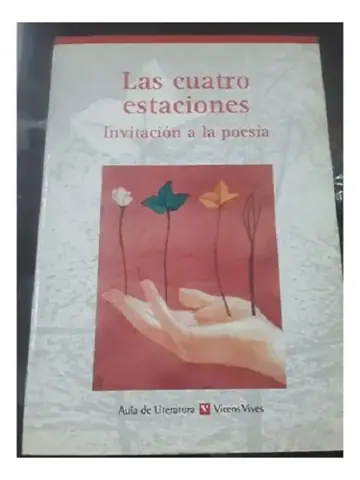 Las cuatro
estaciones
Invitación a la poesía
Aula de Literatura V Vicens Vives